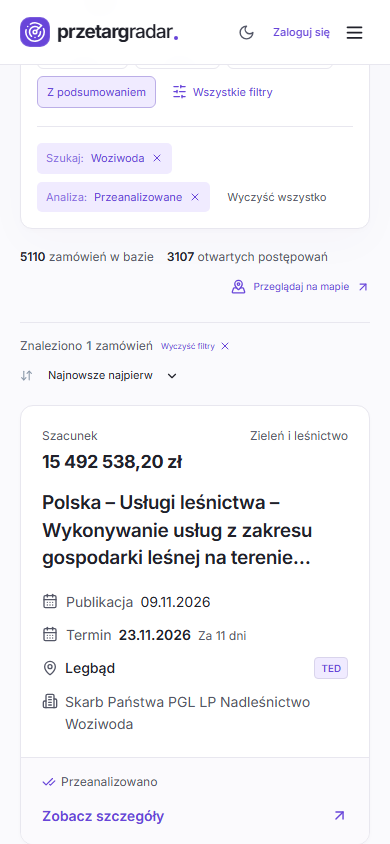 przetargradar.
Zaloguj się
Z podsumowaniem
Wszystkie filtry
Szukaj: Woziwoda
Analiza: Przeanalizowane
Wyczyść wszystko
5110 zamówień w bazie 3107 otwartych postępowań
Przeglądaj na mapie
Znaleziono 1 zamówień Wyczyść filtry
Najnowsze najpierw
Szacunek
Zieleń i leśnictwo
15 492 538,20 zł
Polska – Usługi leśnictwa –
Wykonywanie usług z zakresu
gospodarki leśnej na terenie...
Publikacja 09.11.2026
Termin 23.11.2026 Za 11 dni
Legbąd
TED
Skarb Państwa PGL LP Nadleśnictwo
Woziwoda
Przeanalizowano
Zobacz szczegóły